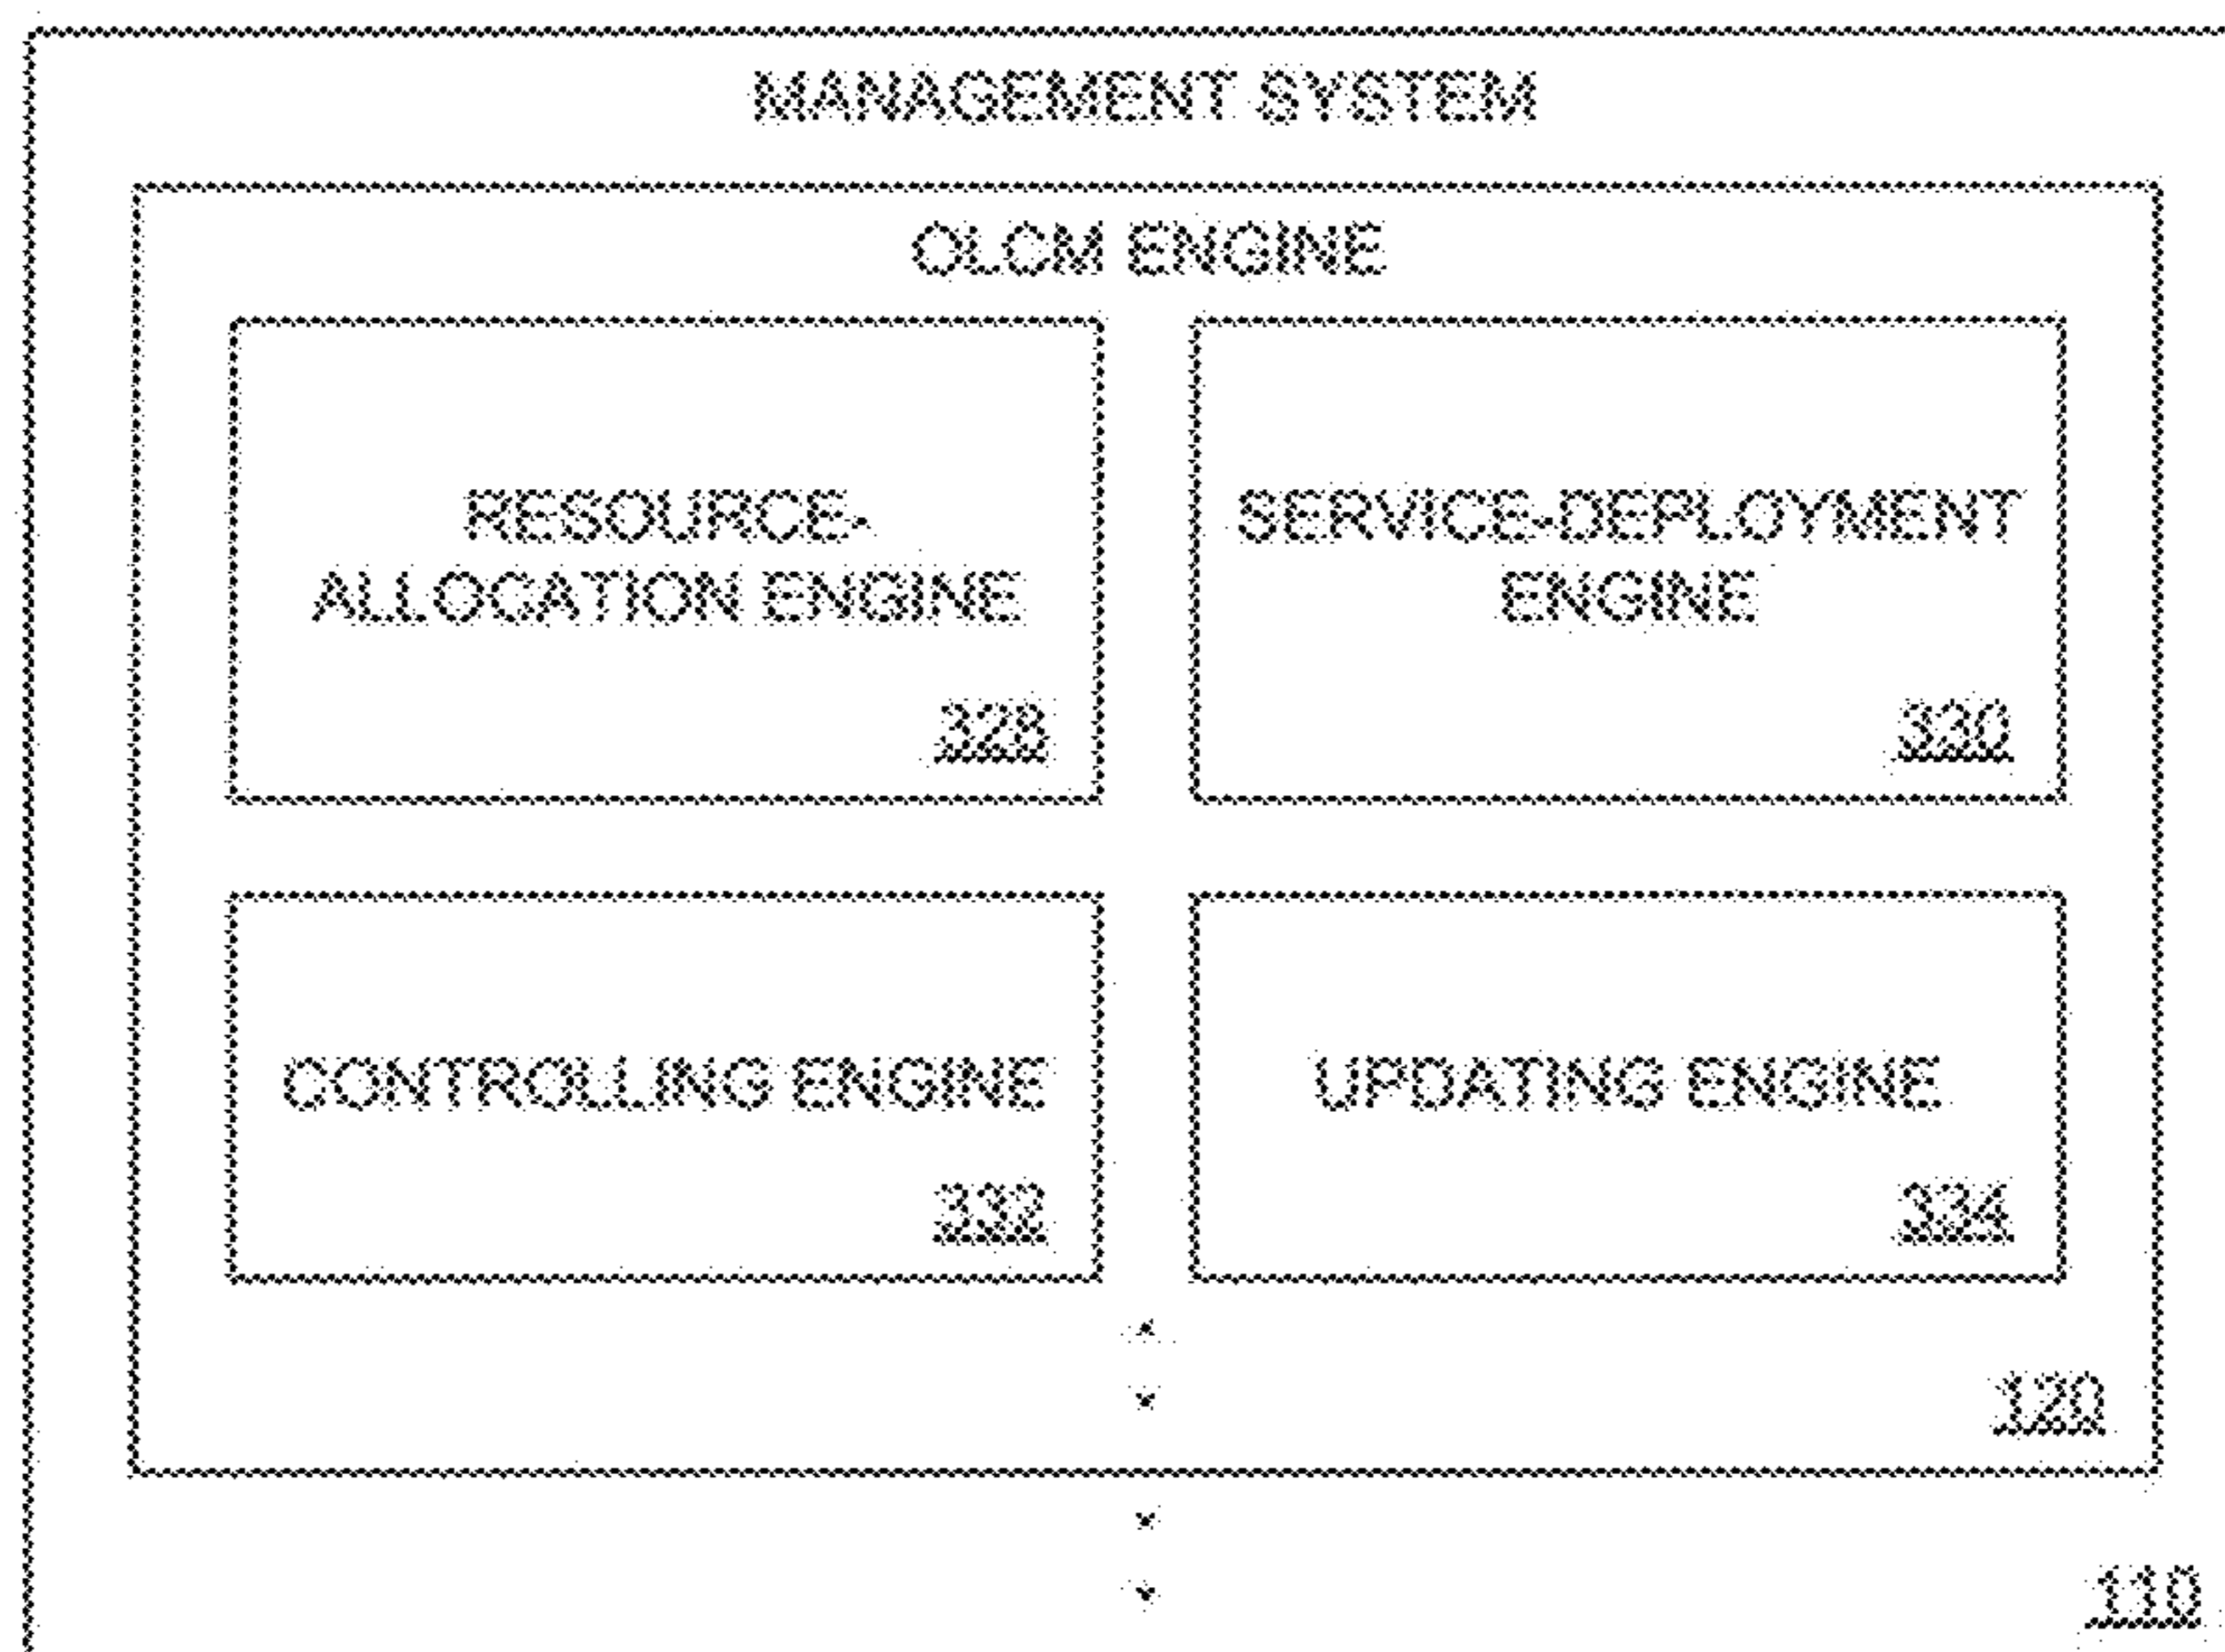 MANAGEMENT SYSTEM
OLCM ENGINE
RESOURCE-
ALLOCATION ENGINE
328
SERVICE-DEPLOYMENT
ENGINE
330
CONTROLLING ENGINE
332
UPDATING ENGINE
334
120
110